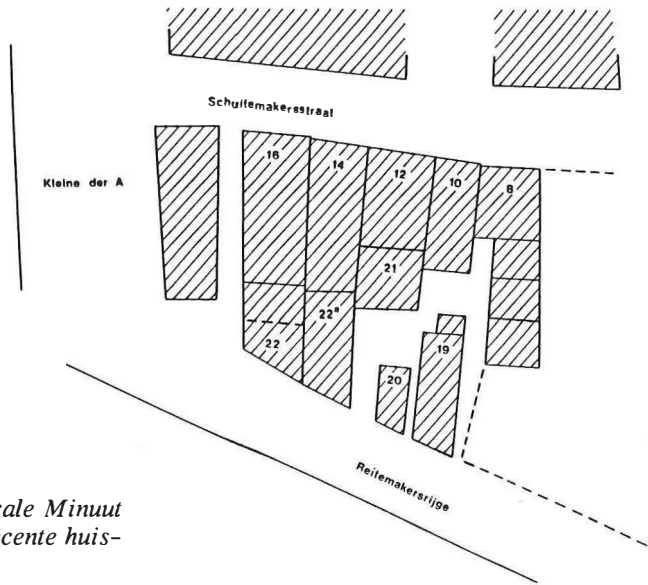 Schuitemakersstraat
Kleine der A
16
14
12
10
8
21
22
22a
19
20
Reitemakersrijge
ale Minuut
cente huis-